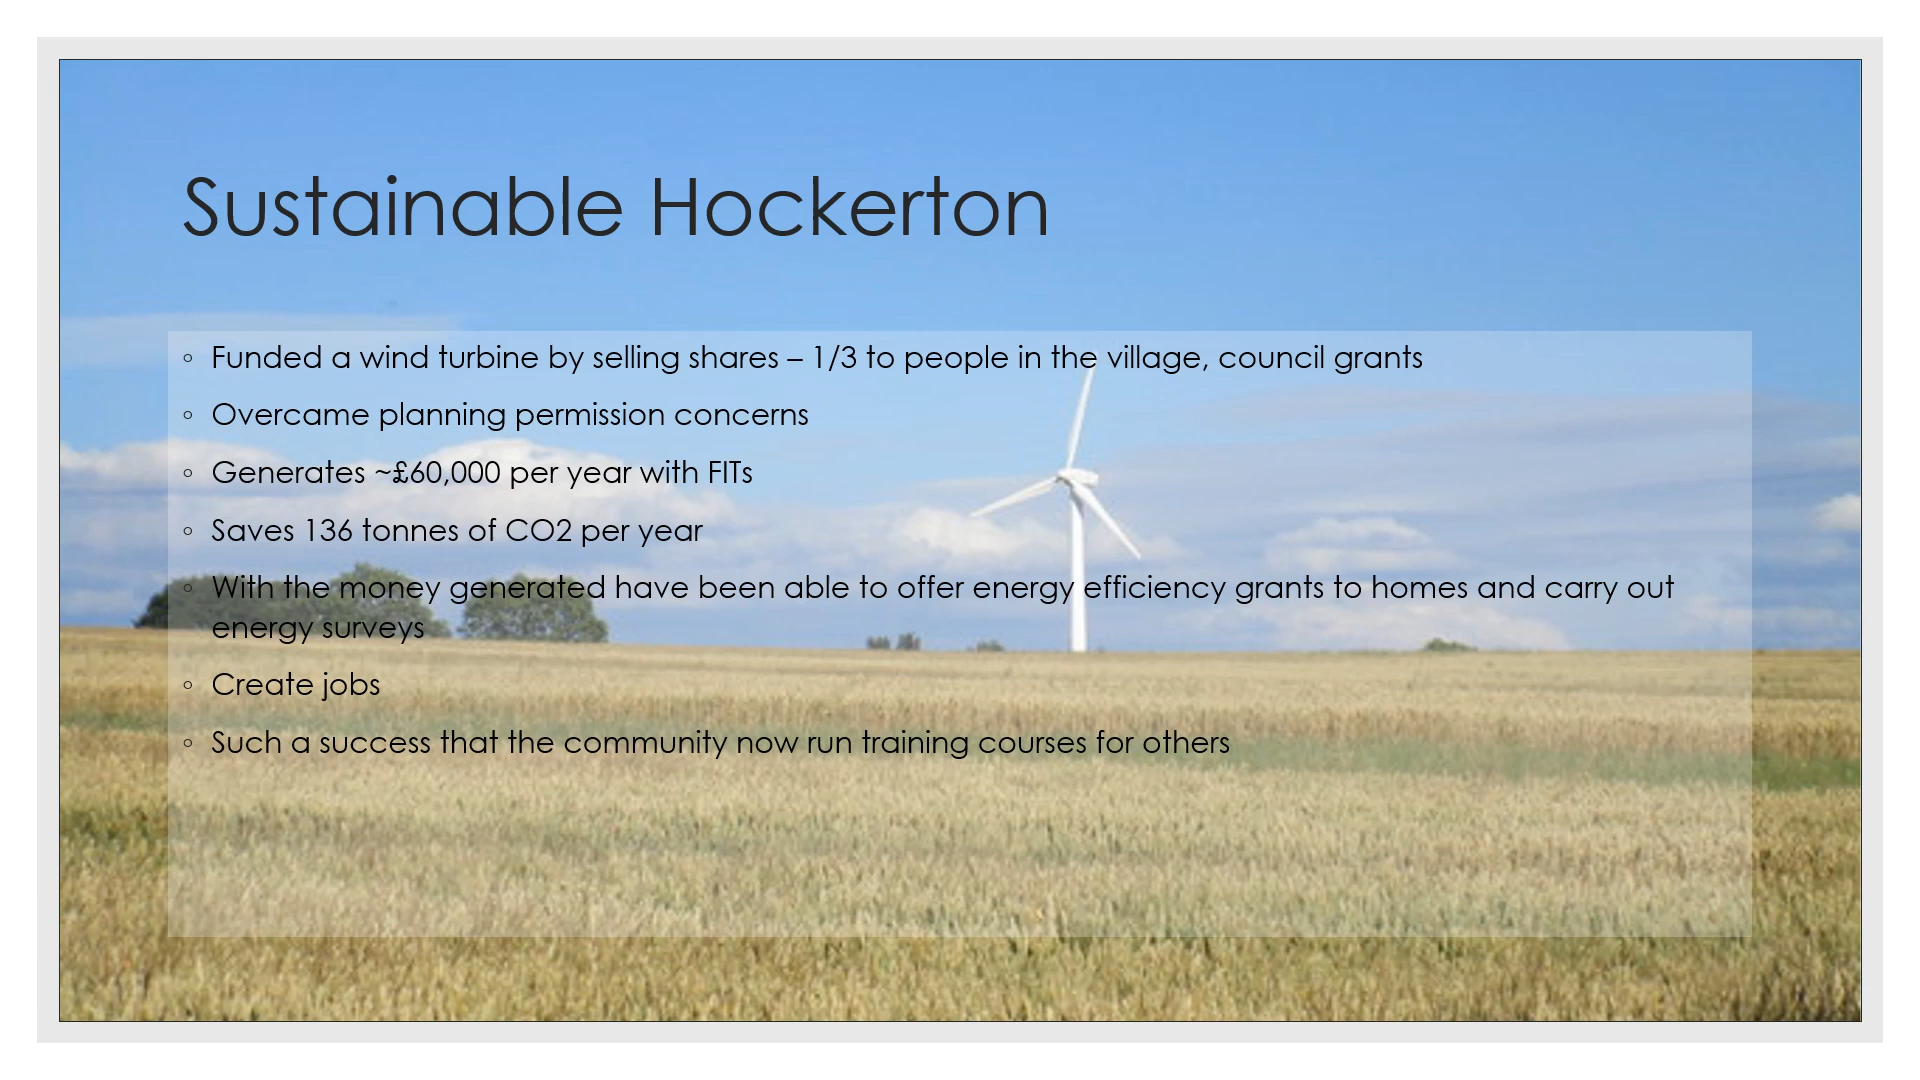 Sustainable Hockerton
◦ Funded a wind turbine by selling shares – 1/3 to people in the village, council grants
◦ Overcame planning permission concerns
◦ Generates ~£60,000 per year with FITs
◦ Saves 136 tonnes of CO2 per year
◦ With the money generated have been able to offer energy efficiency grants to homes and carry out
energy surveys
◦ Create jobs
◦ Such a success that the community now run training courses for others